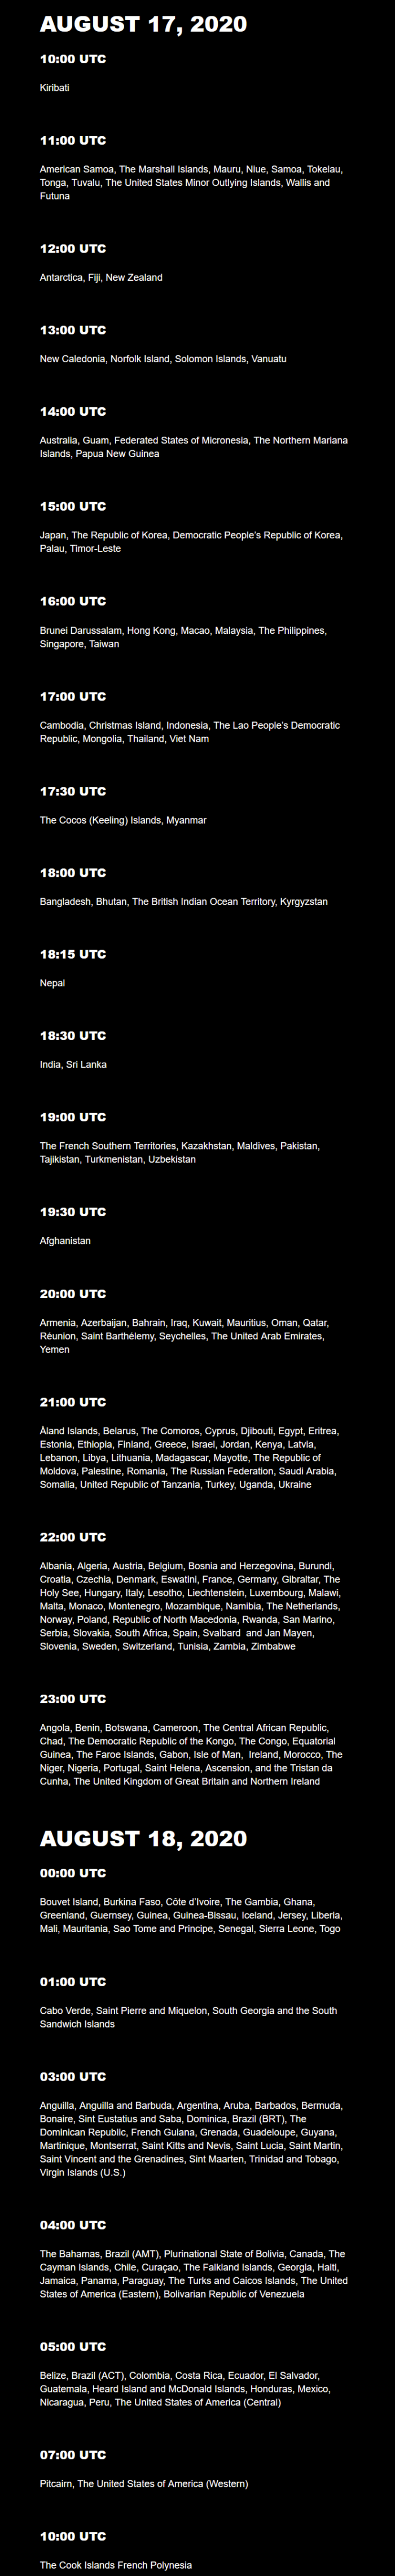 AUGUST 17, 2020
10:00 UTC
Kiribati
11:00 UTC
American Samoa, The Marshall Islands, Mauru, Niue, Samoa, Tokelau,
Tonga, Tuvalu, The United States Minor Outlying Islands, Wallis and
Futuna
12:00 UTC
Antarctica, Fiji, New Zealand
13:00 UTC
New Caledonia, Norfolk Island, Solomon Islands, Vanuatu
14:00 UTC
Australia, Guam, Federated States of Micronesia, The Northern Mariana
Islands, Papua New Guinea
15:00 UTC
Japan, The Republic of Korea, Democratic People's Republic of Korea,
Palau, Timor-Leste
16:00 UTC
Brunei Darussalam, Hong Kong, Macao, Malaysia, The Philippines,
Singapore, Taiwan
17:00 UTC
Cambodia, Christmas Island, Indonesia, The Lao People's Democratic
Republic, Mongolia, Thailand, Viet Nam
17:30 UTC
The Cocos (Keeling) Islands, Myanmar
18:00 UTC
Bangladesh, Bhutan, The British Indian Ocean Territory, Kyrgyzstan
18:15 UTC
Nepal
18:30 UTC
India, Sri Lanka
19:00 UTC
The French Southern Territories, Kazakhstan, Maldives, Pakistan,
Tajikistan, Turkmenistan, Uzbekistan
19:30 UTC
Afghanistan
20:00 UTC
Armenia, Azerbaijan, Bahrain, Iraq, Kuwait, Mauritius, Oman, Qatar,
Réunion, Saint Barthélemy, Seychelles, The United Arab Emirates,
Yemen
21:00 UTC
Åland Islands, Belarus, The Comoros, Cyprus, Djibouti, Egypt, Eritrea,
Estonia, Ethiopia, Finland, Greece, Israel, Jordan, Kenya, Latvia,
Lebanon, Libya, Lithuania, Madagascar, Mayotte, The Republic of
Moldova, Palestine, Romania, The Russian Federation, Saudi Arabia,
Somalia, United Republic of Tanzania, Turkey, Uganda, Ukraine
22:00 UTC
Albania, Algeria, Austria, Belgium, Bosnia and Herzegovina, Burundi,
Croatia, Czechia, Denmark, Eswatini, France, Germany, Gibraltar, The
Holy See, Hungary, Italy, Lesotho, Liechtenstein, Luxembourg, Malawi,
Malta, Monaco, Montenegro, Mozambique, Namibia, The Netherlands,
Norway, Poland, Republic of North Macedonia, Rwanda, San Marino,
Serbia, Slovakia, South Africa, Spain, Svalbard and Jan Mayen,
Slovenia, Sweden, Switzerland, Tunisia, Zambia, Zimbabwe
23:00 UTC
Angola, Benin, Botswana, Cameroon, The Central African Republic,
Chad, The Democratic Republic of the Kongo, The Congo, Equatorial
Guinea, The Faroe Islands, Gabon, Isle of Man, Ireland, Morocco, The
Niger, Nigeria, Portugal, Saint Helena, Ascension, and the Tristan da
Cunha, The United Kingdom of Great Britain and Northern Ireland
AUGUST 18, 2020
00:00 UTC
Bouvet Island, Burkina Faso, Côte d'Ivoire, The Gambia, Ghana,
Greenland, Guernsey, Guinea, Guinea-Bissau, Iceland, Jersey, Liberia,
Mali, Mauritania, Sao Tome and Principe, Senegal, Sierra Leone, Togo
01:00 UTC
Cabo Verde, Saint Pierre and Miquelon, South Georgia and the South
Sandwich Islands
03:00 UTC
Anguilla, Anguilla and Barbuda, Argentina, Aruba, Barbados, Bermuda,
Bonaire, Sint Eustatius and Saba, Dominica, Brazil (BRT), The
Dominican Republic, French Guiana, Grenada, Guadeloupe, Guyana,
Martinique, Montserrat, Saint Kitts and Nevis, Saint Lucia, Saint Martin,
Saint Vincent and the Grenadines, Sint Maarten, Trinidad and Tobago,
Virgin Islands (U.S.)
04:00 UTC
The Bahamas, Brazil (AMT), Plurinational State of Bolivia, Canada, The
Cayman Islands, Chile, Curaçao, The Falkland Islands, Georgia, Haiti,
Jamaica, Panama, Paraguay, The Turks and Caicos Islands, The United
States of America (Eastern), Bolivarian Republic of Venezuela
05:00 UTC
Belize, Brazil (ACT), Colombia, Costa Rica, Ecuador, El Salvador,
Guatemala, Heard Island and McDonald Islands, Honduras, Mexico,
Nicaragua, Peru, The United States of America (Central)
07:00 UTC
Pitcairn, The United States of America (Western)
10:00 UTC
The Cook Islands French Polynesia